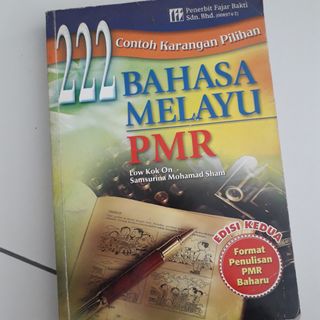 Penerbit Fajar Bakti
Sdn. Bhd.
222
Contoh Karangan Pilihan
BAHASA
MELAYU
PMR
Low Kok On
Samsurina Mohamad Sham
EDISI KEDUA
Format
Penulisan
PMR
Baharu